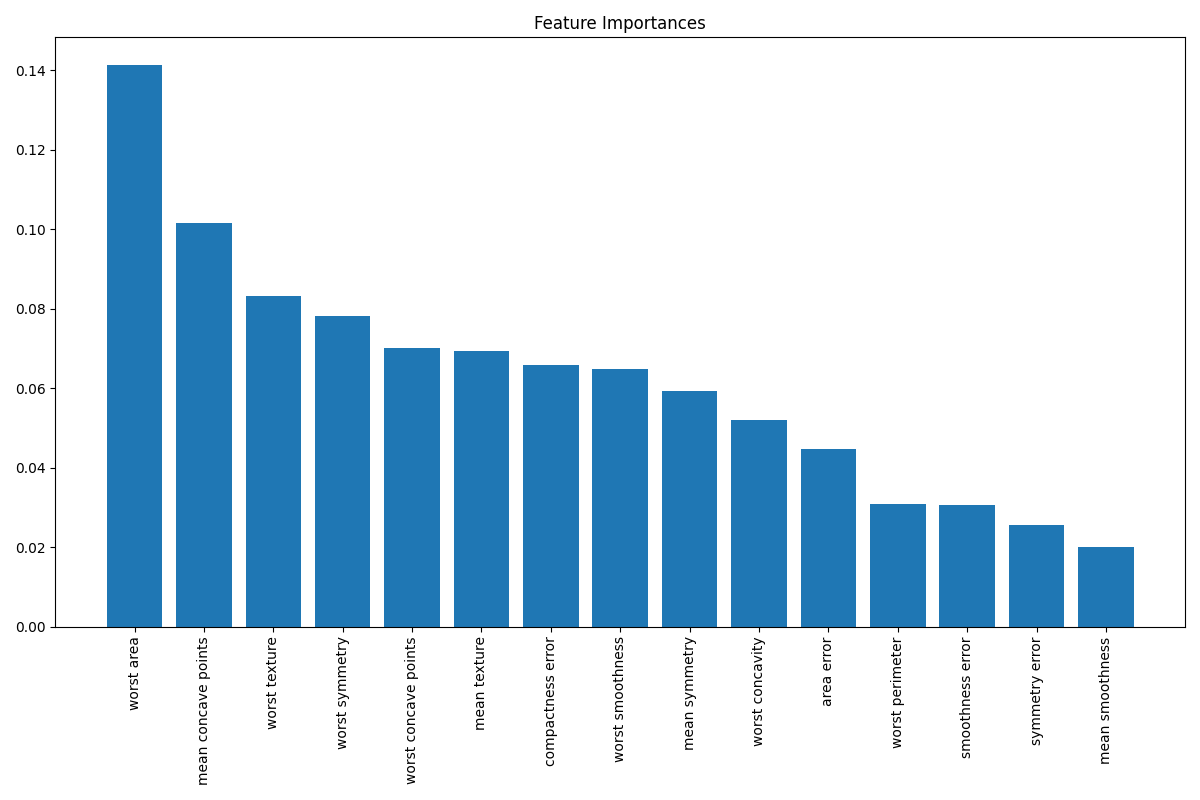 Feature Importances
0.14
0.12
0.10
0.08
0.06
0.04
0.02
0.00
worst area
mean concave points
worst texture
worst symmetry
worst concave points
mean texture
compactness error
worst smoothness
mean symmetry
worst concavity
area error
worst perimeter
smoothness error
symmetry error
mean smoothness